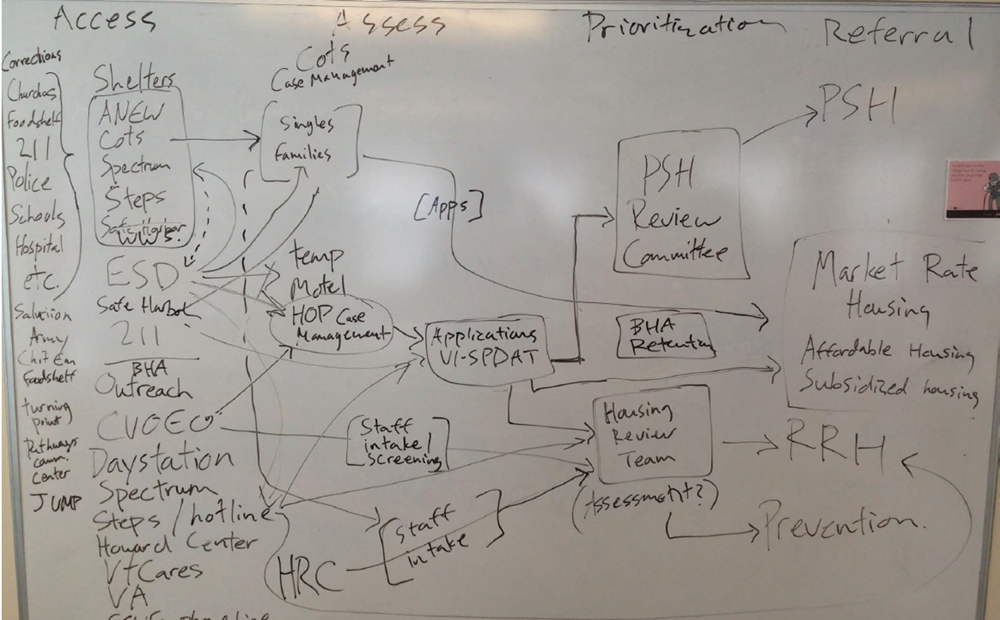 Access
Assess
Prioritization
Referral
Corrections
Churches
Foodshelf
211
Police
Schools
Hospital
etc.
Salvation
Army
Foodshelf
turning
point
Pathways
comm.
Center
JUMP
Shelters
ANEW
Cots
Spectrum
Steps
Safe Harbor
ESD
Safe Harbor
211
BHA
Outreach
CVOEO
Daystation
Spectrum
Steps / hotline
Howard Center
VtCares
VA
Cots
Case Management
Singles
Families
[Apps]
temp
Motel
HOP Case
Management
Applications
VI-SPDAT
Staff
intake/
Screening
Staff
intake
HRC
PSH
Review
Committee
BHA
Retention
Housing
Review
Team
(Assessment?)
PSH
Market Rate
Housing
Affordable Housing
Subsidized housing
RRH
Prevention.